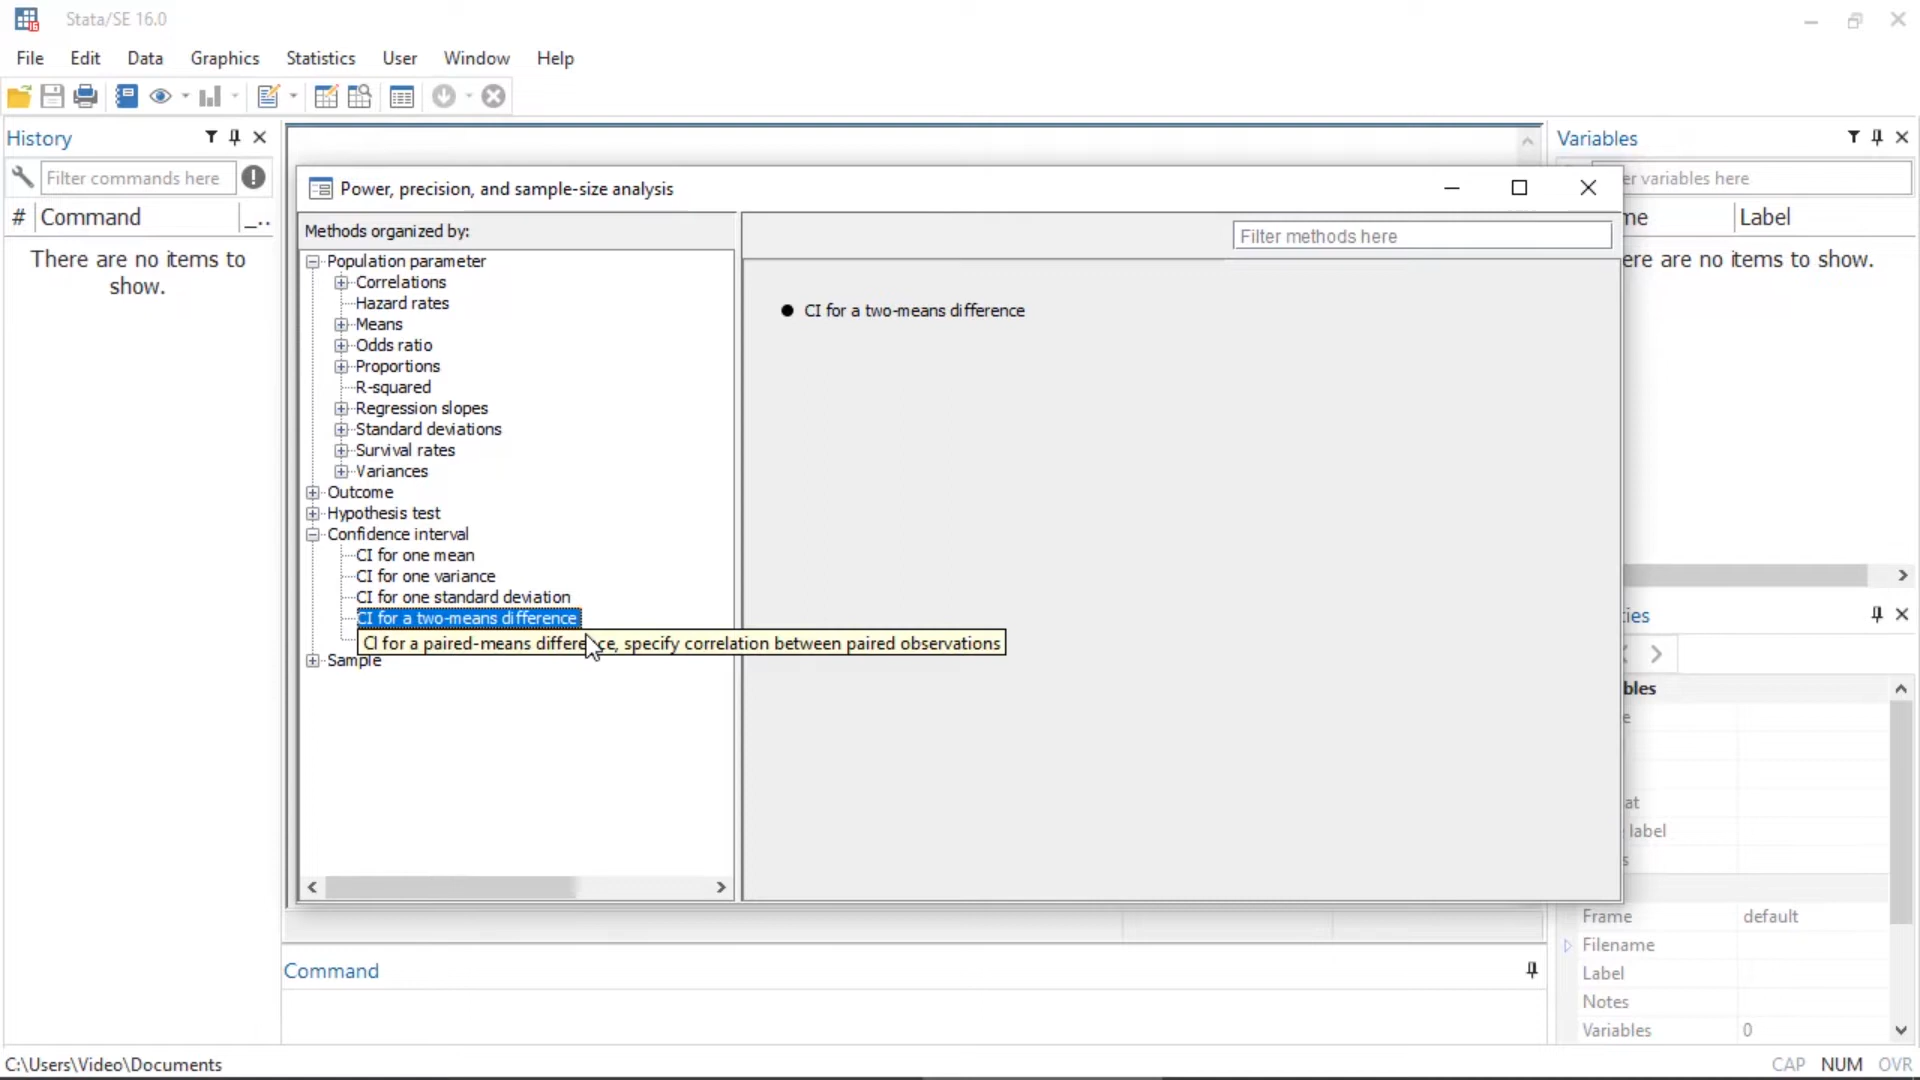 Stata/SE 16.0
File Edit Data Graphics Statistics User Window Help
History
Filter commands here
# Command _..
There are no items to
show.
Power, precision, and sample-size analysis
Methods organized by:
Filter methods here
Population parameter
Correlations
Hazard rates
Means
Odds ratio
Proportions
R-squared
Regression slopes
Standard deviations
Survival rates
Variances
Outcome
Hypothesis test
Confidence interval
CI for one mean
CI for one variance
CI for one standard deviation
CI for a two-means difference
CI for a paired-means difference, specify correlation between paired observations
Sample
CI for a two-means difference
Variables
er variables here
me Label
ere are no items to show.
ties
bles
e
at
label
s
Frame default
Filename
Label
Notes
Variables 0
Command
C:\Users\Video\Documents
CAP NUM OVR